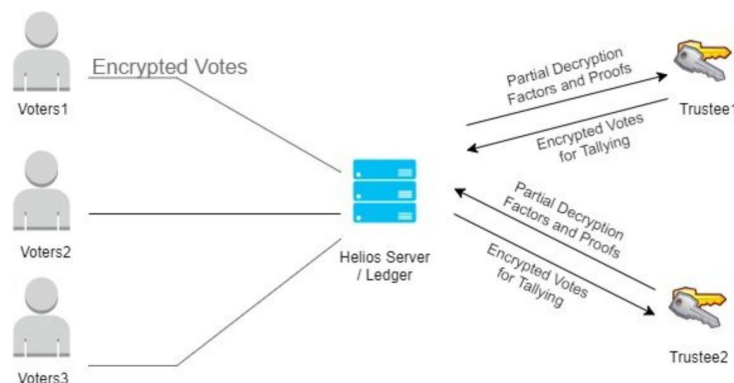 Encrypted Votes
Voters1
Voters2
Voters3
Helios Server
/ Ledger
Partial Decryption
Factors and Proofs
Encrypted Votes
for Tallying
Trustee1
Partial Decryption
Factors and Proofs
Encrypted Votes
for Tallying
Trustee2